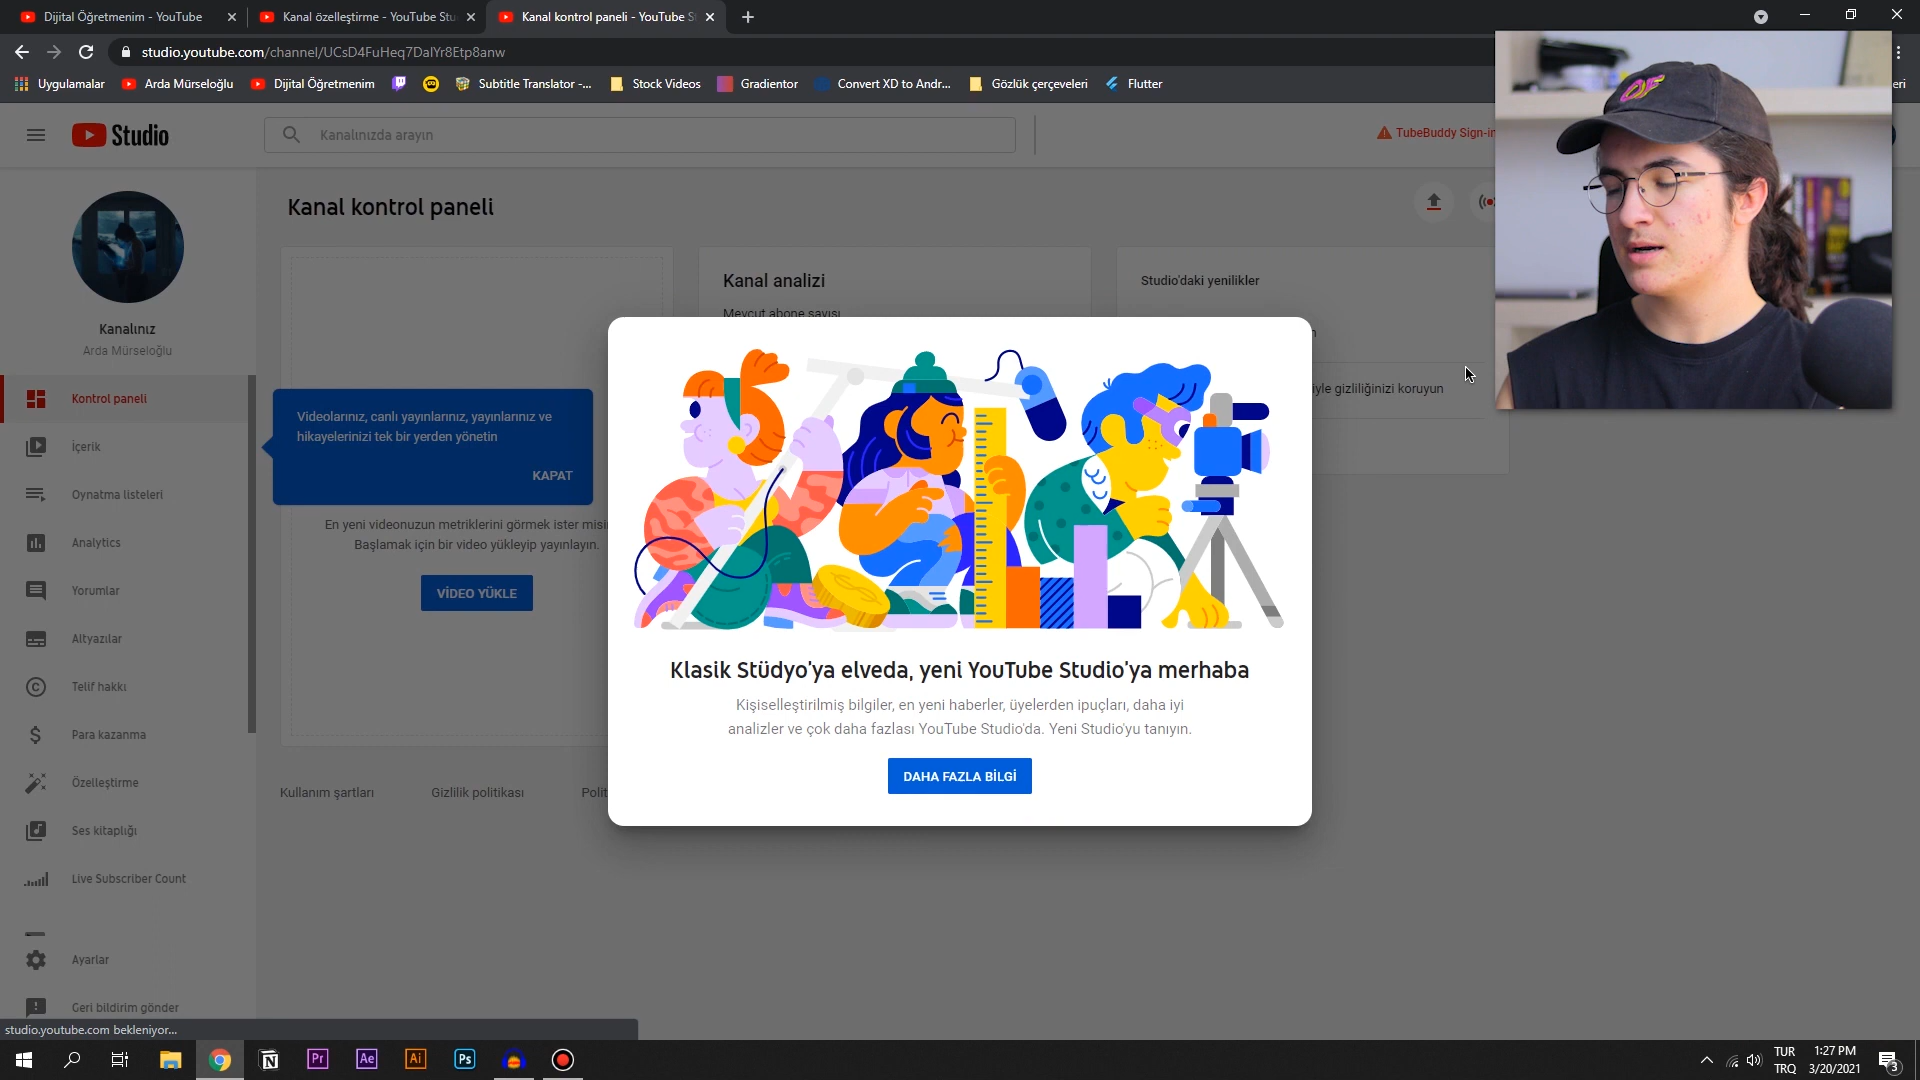 Dijital Öğretmenim - YouTube
Kanal özelleştirme - YouTube Stu
Kanal kontrol paneli - YouTube S
studio.youtube.com/channel/UCsD4FuHeq7DalYr8Etp8anw
Uygulamalar
Arda Mürseloğlu
Dijital Öğretmenim
Subtitle Translator -...
Stock Videos
Gradientor
Convert XD to Andr...
Gözlük çerçeveleri
Flutter
Studio
Kanalınızda arayın
TubeBuddy Sign-in
Kanalınız
Arda Mürseloğlu
Kontrol paneli
İçerik
Oynatma listeleri
Analytics
Yorumlar
Altyazılar
Telif hakkı
Para kazanma
Özelleştirme
Ses kitaplığı
Live Subscriber Count
Ayarlar
Geri bildirim gönder
Kanal kontrol paneli
Videolarınız, canlı yayınlarınız, yayınlarınız ve
hikayelerinizi tek bir yerden yönetin
KAPAT
En yeni videonuzun metriklerini görmek ister misi
Başlamak için bir video yükleyip yayınlayın.
VİDEO YÜKLE
Kanal analizi
Mevcut abone sayısı
Studio'daki yenilikler
iyle gizliliğinizi koruyun
Klasik Stüdyo'ya elveda, yeni YouTube Studio'ya merhaba
Kişiselleştirilmiş bilgiler, en yeni haberler, üyelerden ipuçları, daha iyi
analizler ve çok daha fazlası YouTube Studio'da. Yeni Studio'yu tanıyın.
DAHA FAZLA BİLGİ
Kullanım şartları
Gizlilik politikası
Polit
studio.youtube.com bekleniyor...
Pr
Ae
Ai
Ps
TUR
TRQ
1:27 PM
3/20/2021
3